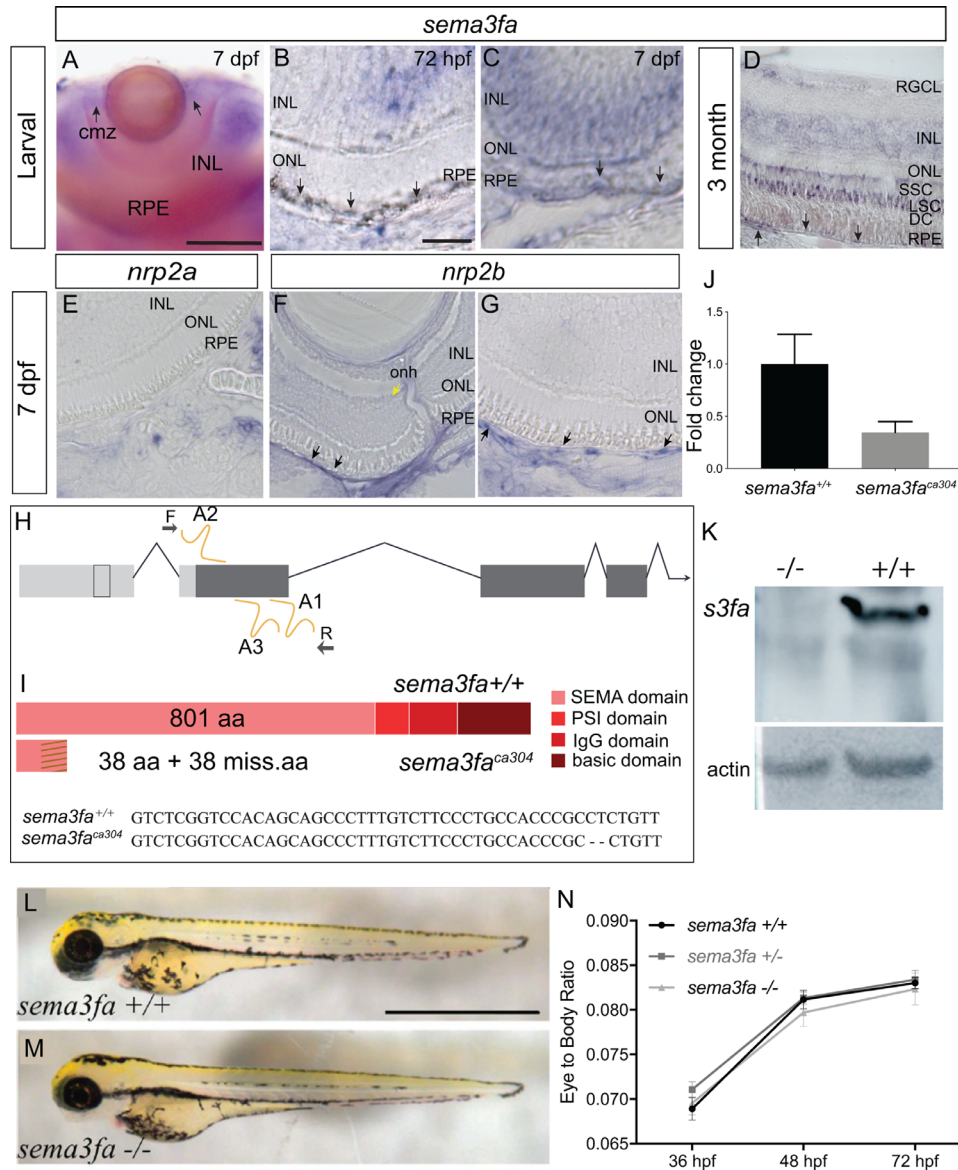 sema3fa
Larval
A
7 dpf
cmz
INL
RPE
B
72 hpf
INL
ONL
RPE
C
7 dpf
INL
ONL
RPE
3 month
D
RGCL
INL
ONL
SSC
LSC
DC
RPE
nrp2a
nrp2b
7 dpf
E
INL
ONL
RPE
F
onh
INL
ONL
RPE
G
INL
ONL
J
Fold change
1.5
1.0
0.5
0.0
sema3fa+/+
sema3faca304
H
F
A2
A1
A3
R
I
sema3fa+/+
801 aa
38 aa + 38 miss.aa
sema3faca304
SEMA domain
PSI domain
IgG domain
basic domain
sema3fa+/+ GTCTCGGTCCACAGCAGCCCTTTGTCTTCCCTGCCACCCGCCTCTGTT
sema3faca304 GTCTCGGTCCACAGCAGCCCTTTGTCTTCCCTGCCACCCGC - - CTGTT
K
-/- +/+
s3fa
actin
L
sema3fa +/+
M
sema3fa -/-
N
Eye to Body Ratio
0.090
0.085
0.080
0.075
0.070
0.065
sema3fa +/+
sema3fa +/-
sema3fa -/-
36 hpf 48 hpf 72 hpf